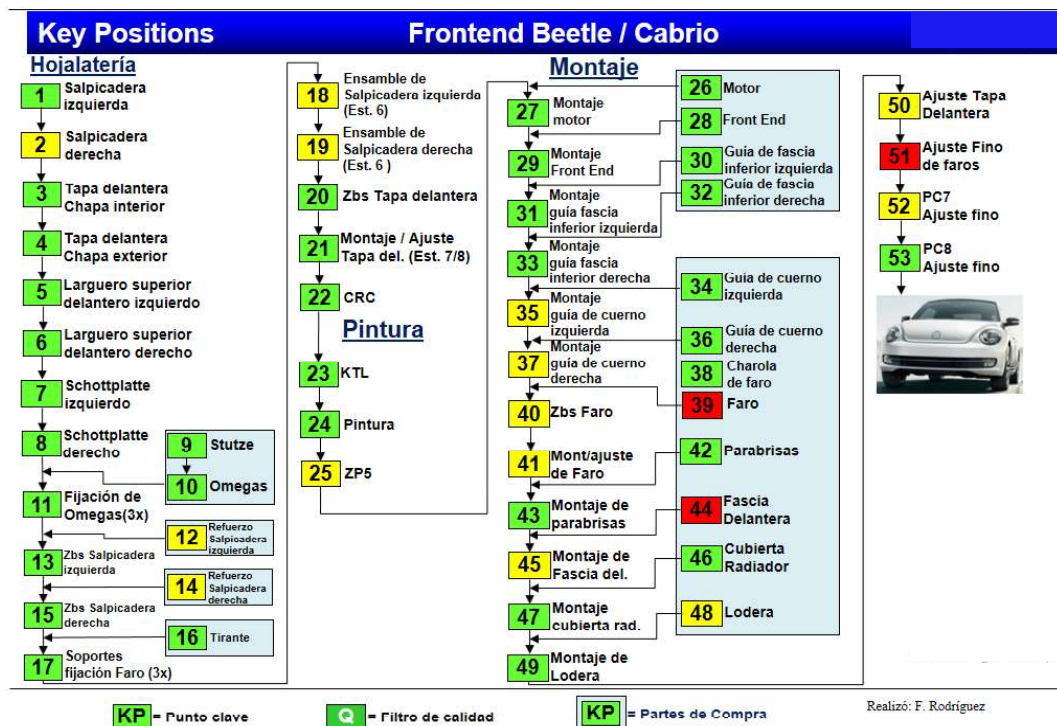 Key Positions
Frontend Beetle / Cabrio
Hojalatería
1 Salpicadera
izquierda
2 Salpicadera
derecha
3 Tapa delantera
Chapa interior
4 Tapa delantera
Chapa exterior
5 Larguero superior
delantero izquierdo
6 Larguero superior
delantero derecho
7 Schottplatte
izquierdo
8 Schottplatte
derecho
9 Stutze
10 Omegas
11 Fijación de
Omegas(3x)
12 Refuerzo
Salpicadera
izquierda
13 Zbs Salpicadera
izquierda
14 Refuerzo
Salpicadera
derecha
15 Zbs Salpicadera
derecha
16 Tirante
17 Soportes
fijación Faro (3x)
18 Ensamble de
Salpicadera izquierda
(Est. 6)
19 Ensamble de
Salpicadera derecha
(Est. 6 )
20 Zbs Tapa delantera
21 Montaje / Ajuste
Tapa del. (Est. 7/8)
22 CRC
Pintura
23 KTL
24 Pintura
25 ZP5
Montaje
26 Motor
27 Montaje
motor
28 Front End
29 Montaje
Front End
30 Guía de fascia
inferior izquierda
31 Montaje
guía fascia
inferior izquierda
32 Guía de fascia
inferior derecha
33 Montaje
guía fascia
inferior derecha
34 Guía de cuerno
izquierda
35 Montaje
guía de cuerno
izquierda
36 Guía de cuerno
derecha
37 Montaje
guía de cuerno
derecha
38 Charola
de faro
39 Faro
40 Zbs Faro
41 Mont/ajuste
de Faro
42 Parabrisas
43 Montaje de
parabrisas
44 Fascia
Delantera
45 Montaje de
Fascia del.
46 Cubierta
Radiador
47 Montaje
cubierta rad.
48 Lodera
49 Montaje de
Lodera
50 Ajuste Tapa
Delantera
51 Ajuste Fino
de faros
52 PC7
Ajuste fino
53 PC8
Ajuste fino
KP = Punto clave
Q = Filtro de calidad
KP = Partes de Compra
Realizó: F. Rodríguez